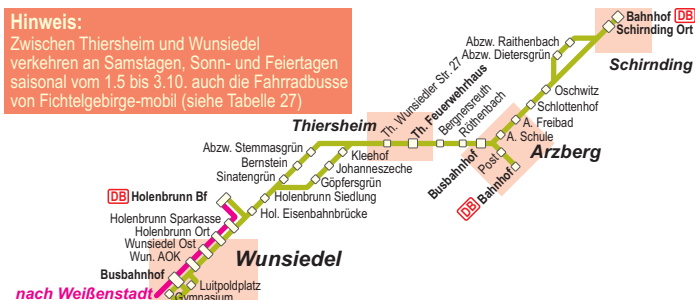 Hinweis:
Zwischen Thiersheim und Wunsiedel
verkehren an Samstagen, Sonn- und Feiertagen
saisonal vom 1.5 bis 3.10. auch die Fahrradbusse
von Fichtelgebirge-mobil (siehe Tabelle 27)
Bahnhof DB
Schirnding Ort
Schirnding
Abzw. Raithenbach
Abzw. Dietersgrün
Oschwitz
Schlottenhof
A. Freibad
A. Schule
Arzberg
Busbahnhof
Post
DB Bahnhof
Röthenbach
Bergnersreuth
Th. Feuerwehrhaus
Th. Wunsiedler Str. 27
Thiersheim
Abzw. Stemmasgrün
Bernstein
Sinatengrün
Kleehof
Johanneszeche
Göpfersgrün
Holenbrunn Siedlung
Hol. Eisenbahnbrücke
DB Holenbrunn Bf
Holenbrunn Sparkasse
Holenbrunn Ort
Wunsiedel Ost
Wun. AOK
Wunsiedel
Busbahnhof
Luitpoldplatz
Gymnasium
nach Weißenstadt